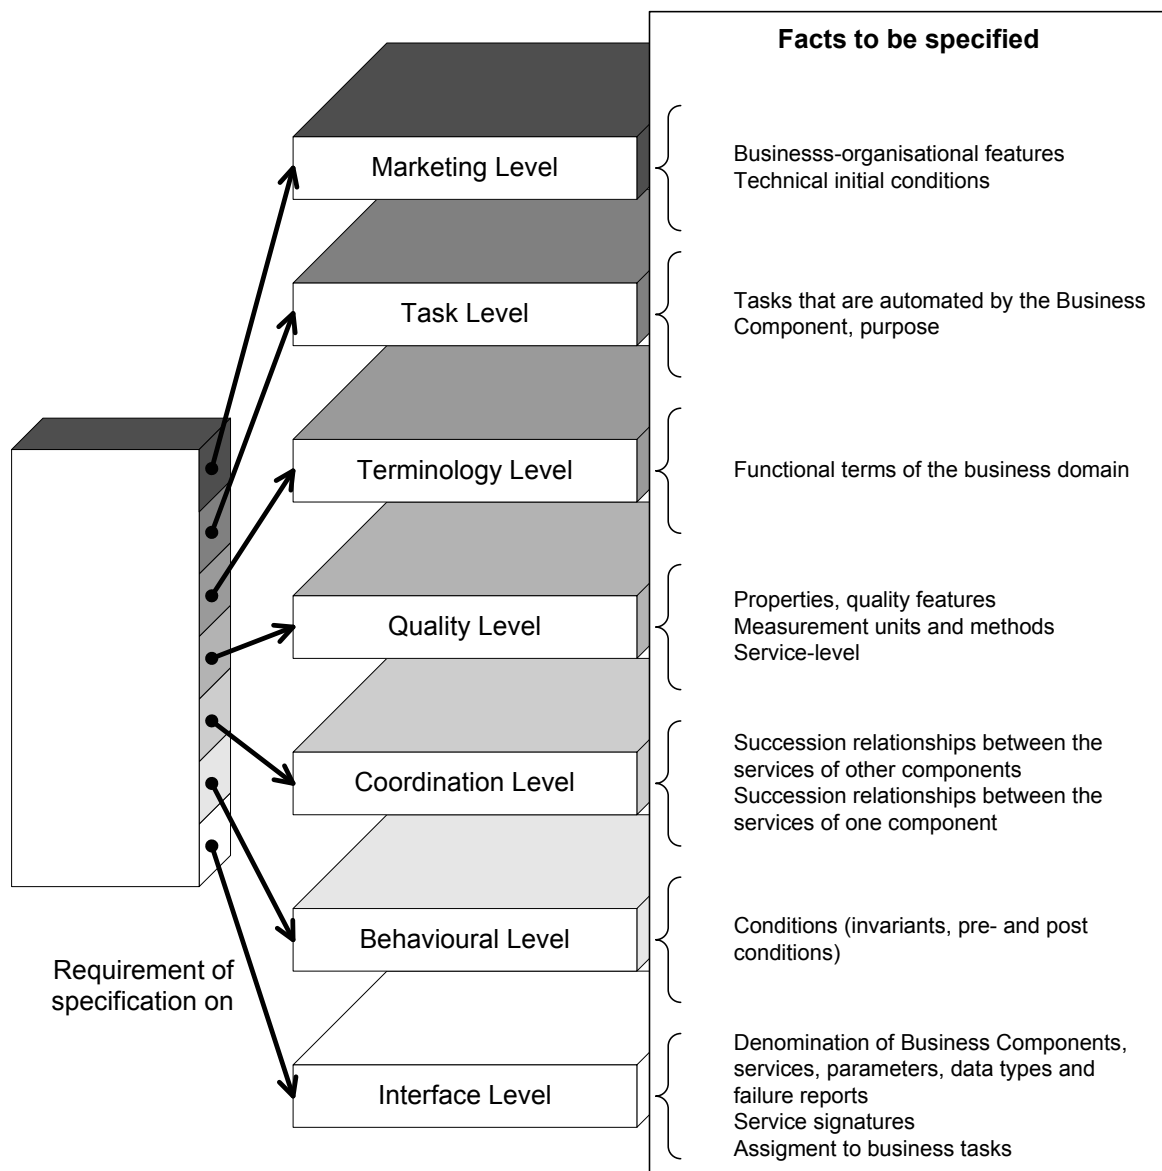 Facts to be specified
Marketing Level
Businesss-organisational features
Technical initial conditions
Task Level
Tasks that are automated by the Business
Component, purpose
Terminology Level
Functional terms of the business domain
Quality Level
Properties, quality features
Measurement units and methods
Service-level
Coordination Level
Succession relationships between the
services of other components
Succession relationships between the
services of one component
Behavioural Level
Conditions (invariants, pre- and post
conditions)
Requirement of
specification on
Interface Level
Denomination of Business Components,
services, parameters, data types and
failure reports
Service signatures
Assigment to business tasks